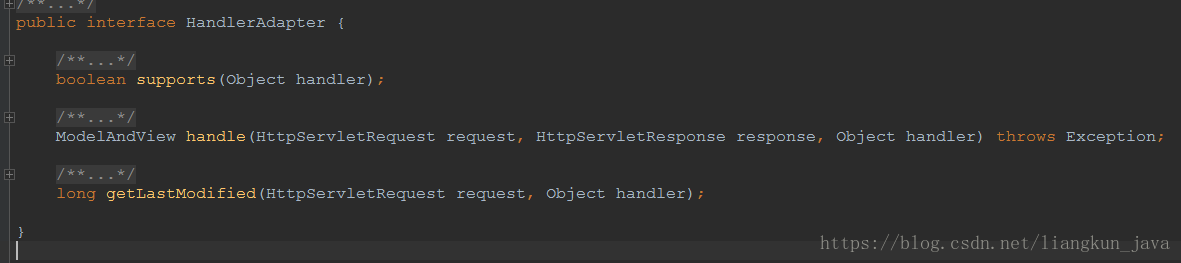 /**...*/
public interface HandlerAdapter {
/**...*/
boolean supports(Object handler);
/**...*/
ModelAndView handle(HttpServletRequest request, HttpServletResponse response, Object handler) throws Exception;
/**...*/
long getLastModified(HttpServletRequest request, Object handler);
}
https://blog.csdn.net/liangkun_java